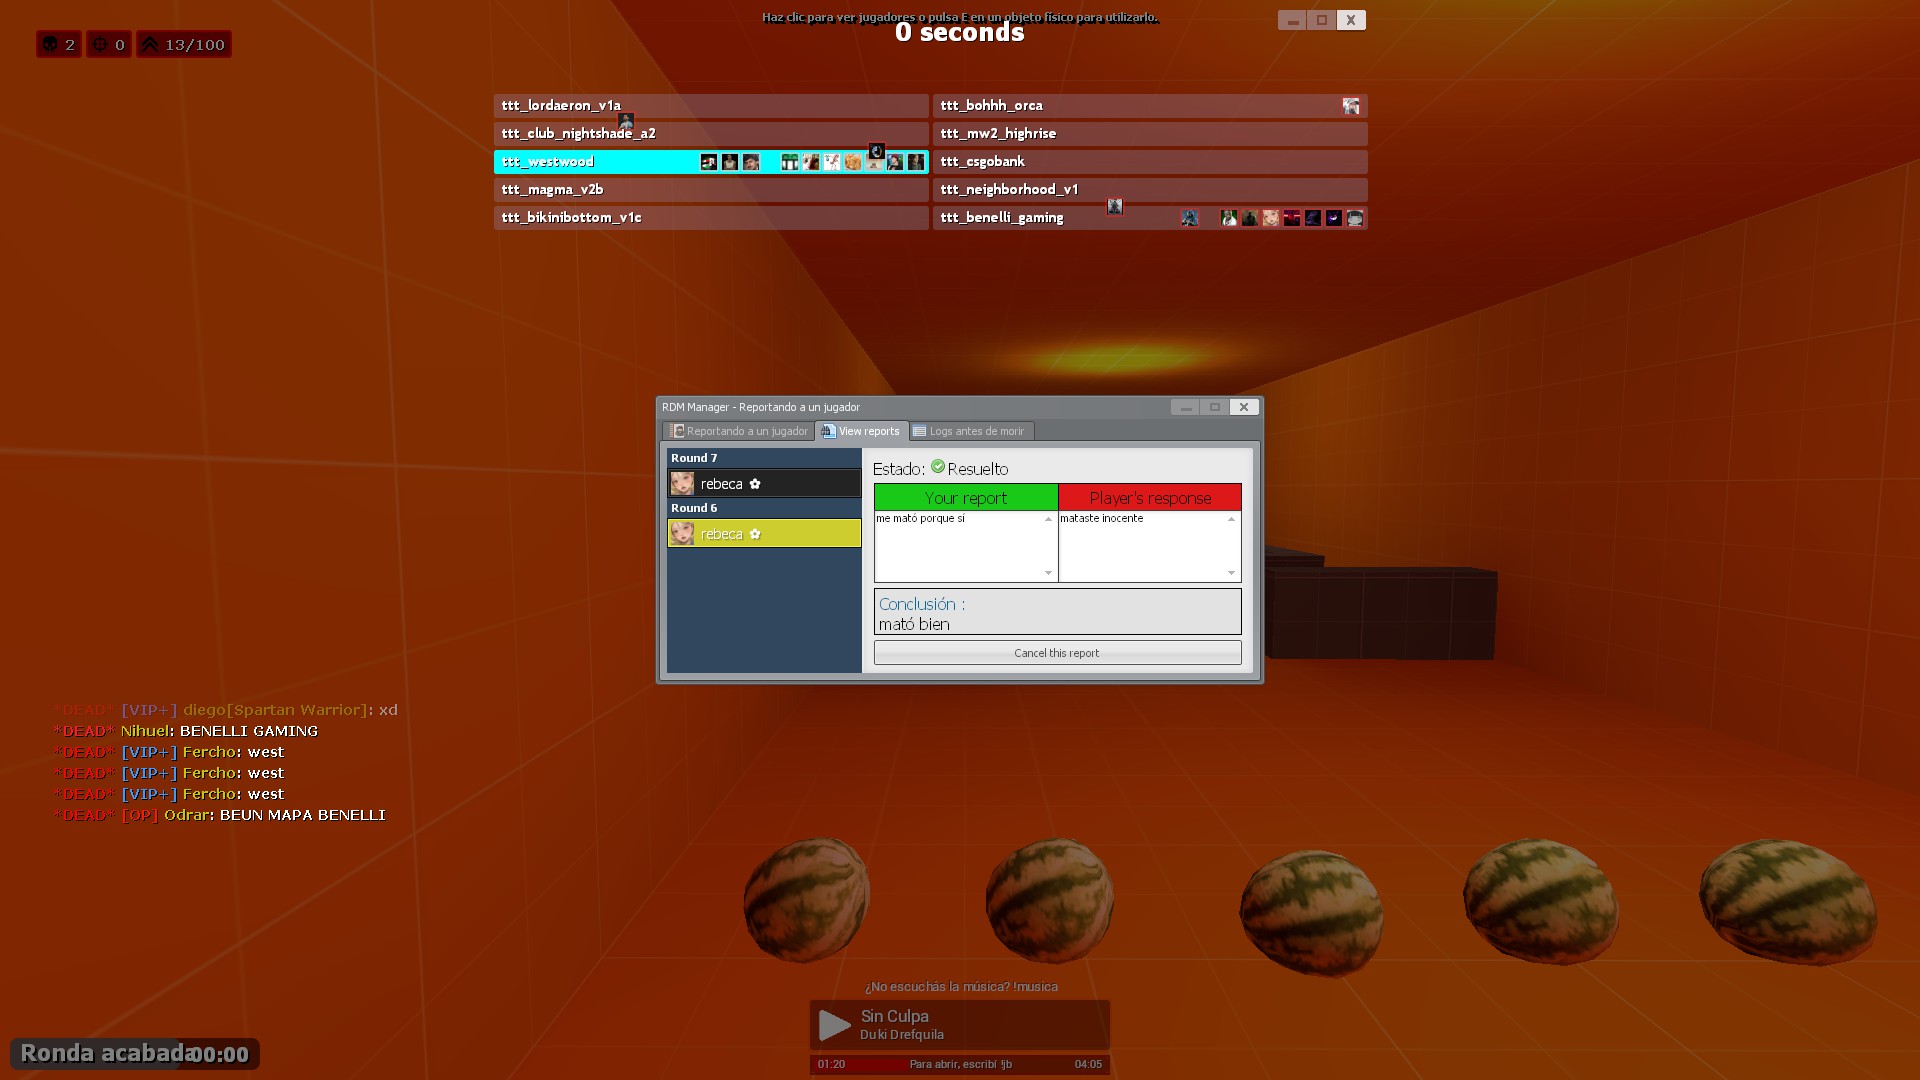 Haz clic para ver jugadores o pulsa E en un objeto físico para utilizarlo.
0 seconds
2
0
13/100
ttt_lordaeron_v1a
ttt_bohhh_orca
ttt_club_nightshade_a2
ttt_mw2_highrise
ttt_westwood
ttt_csgobank
ttt_magma_v2b
ttt_neighborhood_v1
ttt_bikinibottom_v1c
ttt_benelli_gaming
RDM Manager - Reportando a un jugador
Reportando a un jugador
View reports
Logs antes de morir
Round 7
rebeca ✿
Round 6
rebeca ✿
Estado: Resuelto
Your report
Player's response
me mató porque si
mataste inocente
Conclusión :
mató bien
Cancel this report
*DEAD* [VIP+] diego[Spartan Warrior]: xd
*DEAD* Nihuel: BENELLI GAMING
*DEAD* [VIP+] Fercho: west
*DEAD* [VIP+] Fercho: west
*DEAD* [VIP+] Fercho: west
*DEAD* [OP] Odrar: BEUN MAPA BENELLI
¿No escuchás la música? !musica
Sin Culpa
Duki Drefquila
01:20
Para abrir, escribí !jb
04:05
Ronda acabada
00:00